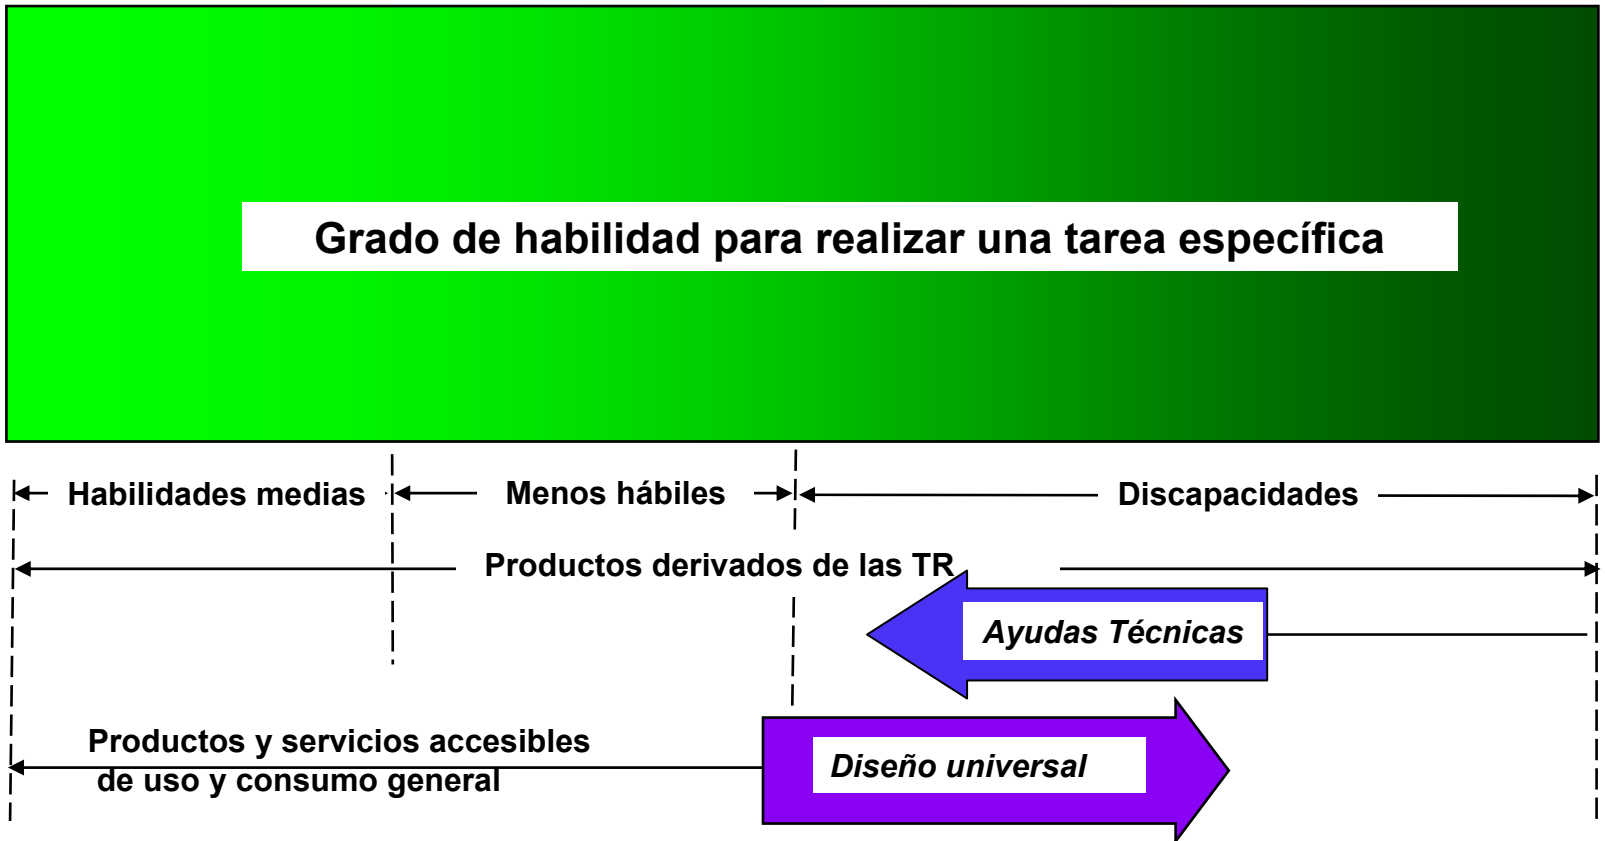 Grado de habilidad para realizar una tarea específica
Habilidades medias
Menos hábiles
Discapacidades
Productos derivados de las TR
Ayudas Técnicas
Productos y servicios accesibles
de uso y consumo general
Diseño universal